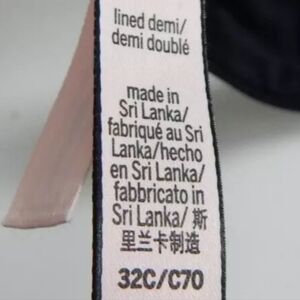 lined demi/
demi doublé
made in
Sri Lanka/
fabriqué au Sri
Lanka/hecho
en Sri Lanka/
fabbricato in
Sri Lanka/ 斯
里兰卡制造
32C/C70